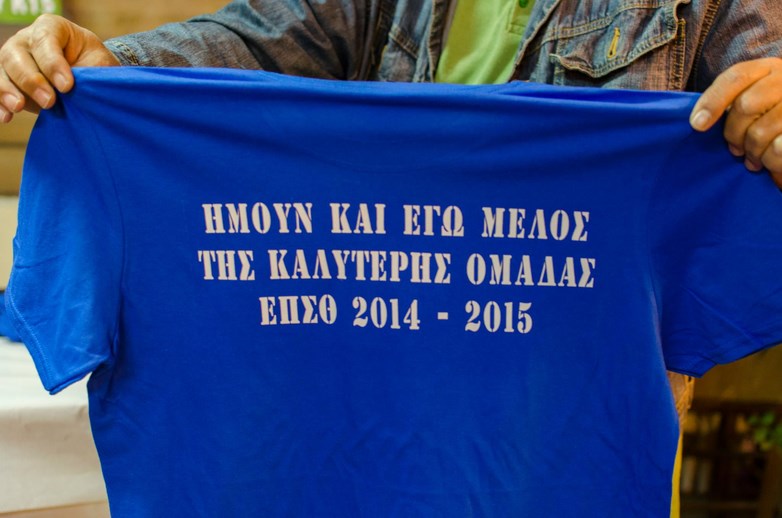 ΗΜΟΥΝ ΚΑΙ ΕΓΩ ΜΕΛΟΣ
ΤΗΣ ΚΑΛΥΤΕΡΗΣ ΟΜΑΔΑΣ
ΕΠΣΘ 2014 - 2015